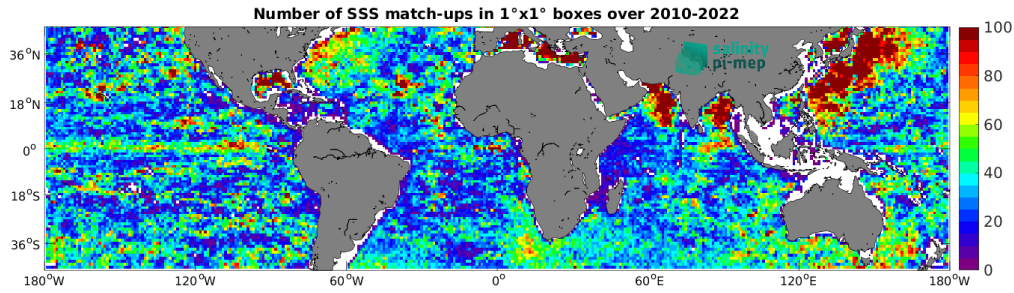 Number of SSS match-ups in 1°x1° boxes over 2010-2022
salinity
pi-mep
36°N
18°N
0°
18°S
36°S
180°W
120°W
60°W
0°
60°E
120°E
180°W
100
80
60
40
20
0